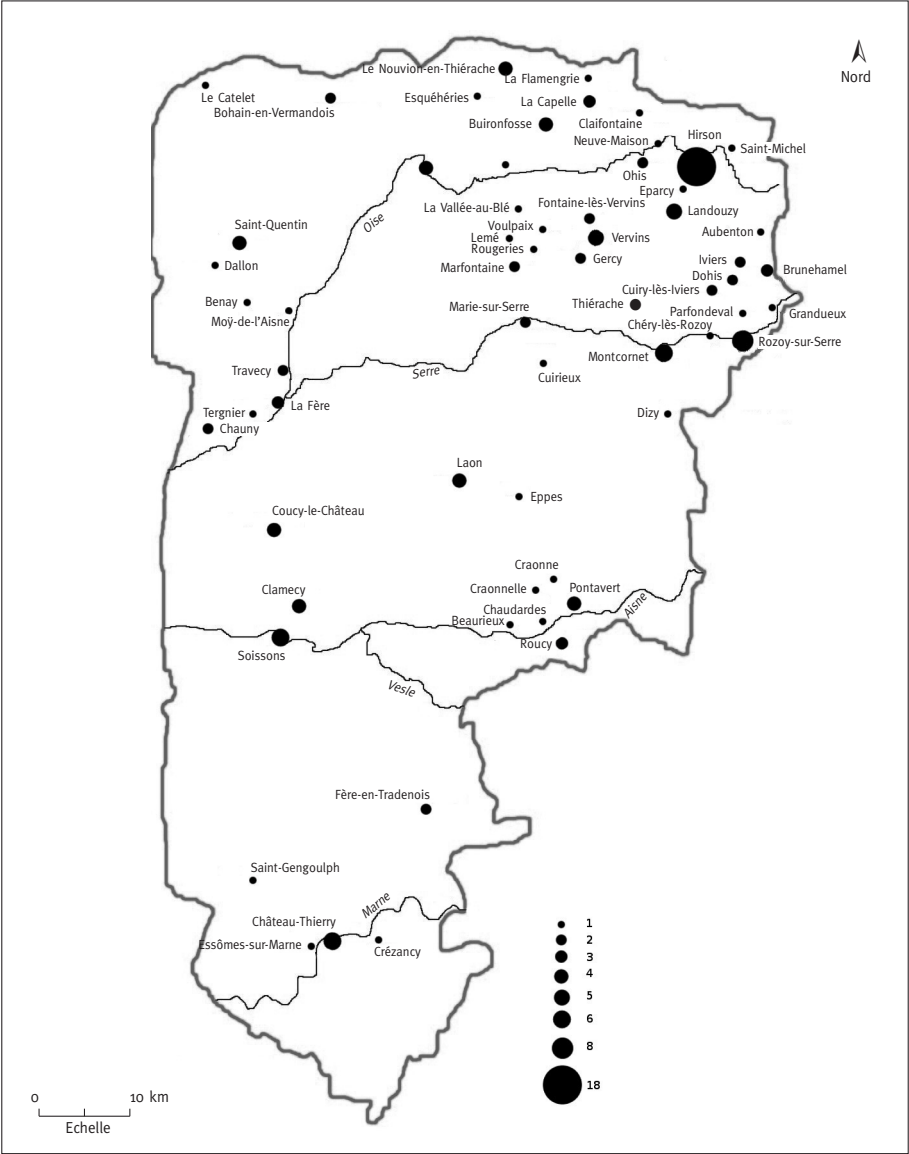 Nord
Le Nouvion-en-Thiérache
La Flamengrie
Le Catelet
Bohain-en-Vermandois
Esquéhéries
La Capelle
Buironfosse
Claifontaine
Neuve-Maison
Hirson
Saint-Michel
Ohis
Eparcy
La Vallée-au-Blé
Fontaine-lès-Vervins
Landouzy
Oise
Saint-Quentin
Voulpaix
Lemé
Vervins
Aubenton
Rougeries
Dallon
Marfontaine
Gercy
Iviers
Brunehamel
Dohis
Cuiry-lès-Iviers
Benay
Moÿ-de-l'Aisne
Marie-sur-Serre
Thiérache
Parfondeval
Grandueux
Chéry-lès-Rozoy
Rozoy-sur-Serre
Montcornet
Travecy
Serre
Cuirieux
Tergnier
La Fère
Dizy
Chauny
Laon
Eppes
Coucy-le-Château
Craonne
Clamecy
Craonnelle
Pontavert
Chaudardes
Aisne
Beaurieux
Soissons
Roucy
Vesle
Fère-en-Tradenois
Saint-Gengoulph
Marne
Château-Thierry
Essômes-sur-Marne
Crézancy
1
2
3
4
5
6
8
18
0 10 km
Echelle